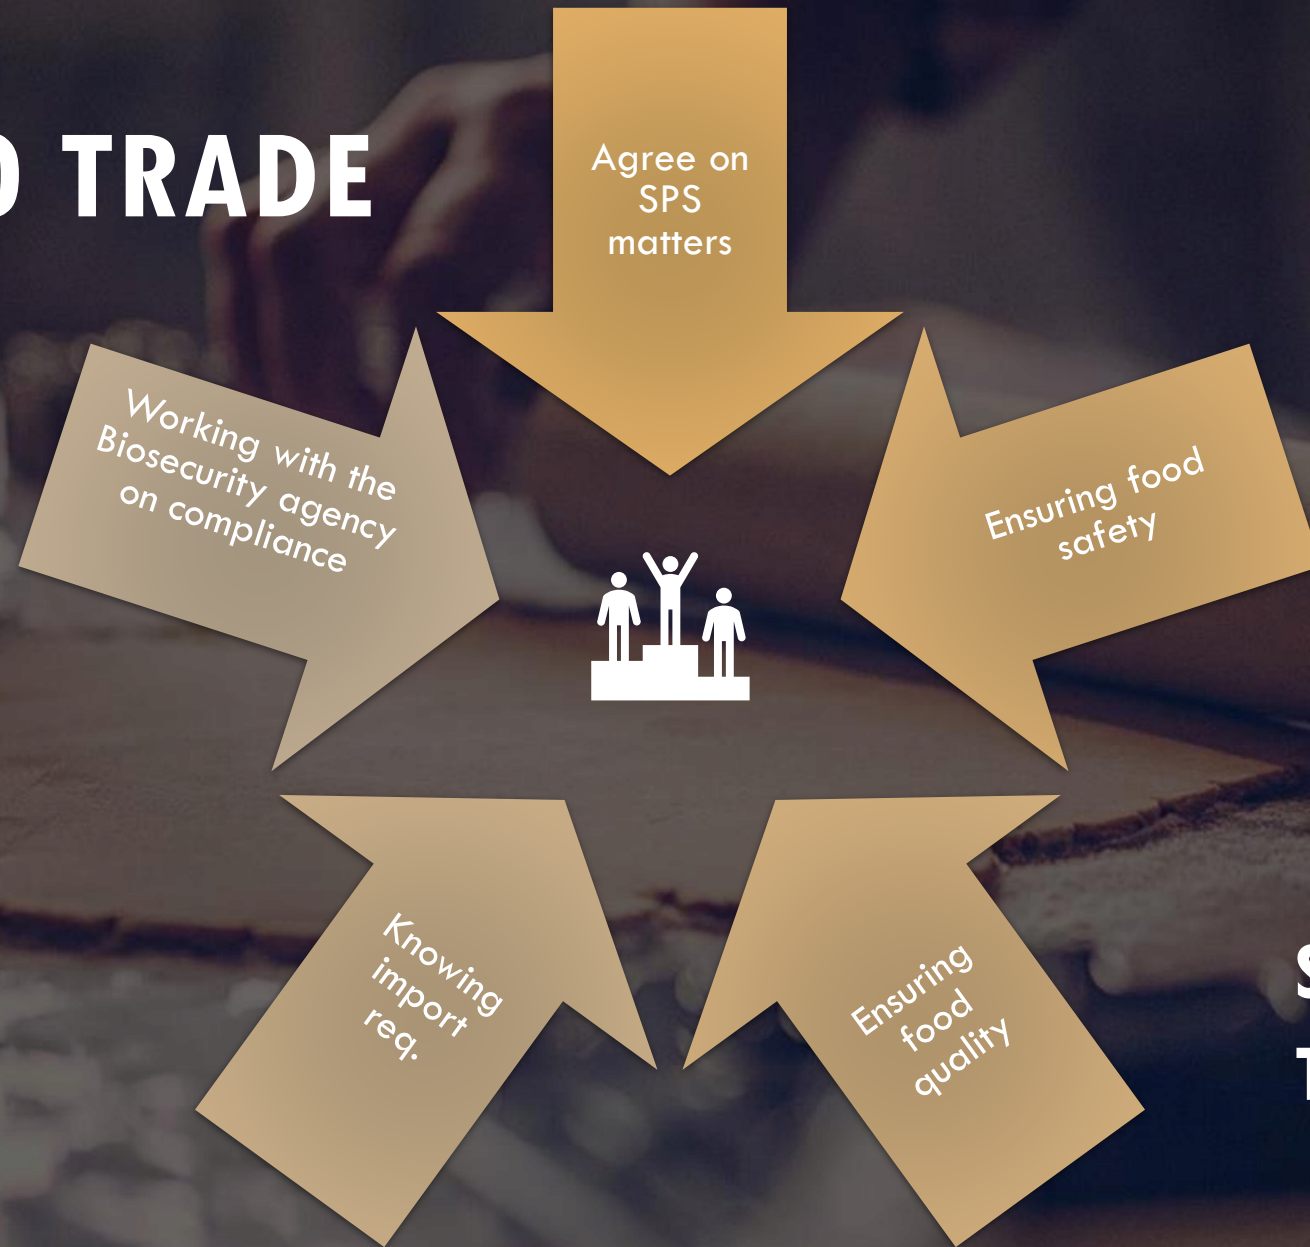 TRADE
Agree on
SPS
matters
Working with the
Biosecurity agency
on compliance
Ensuring food
safety
Knowing
import
req.
Ensuring
food
quality